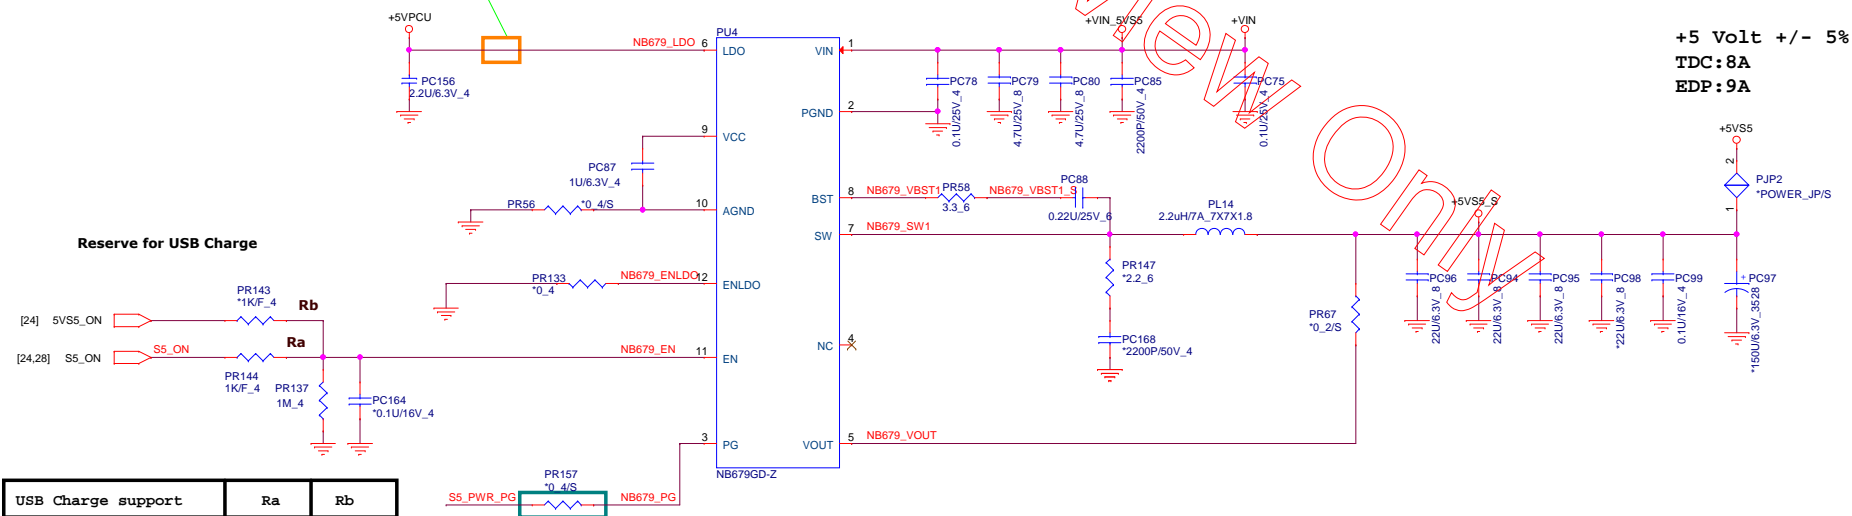 +5VPCU
PC156
2.2U/6.3V_4
NB679_LDO
6
PU4
LDO
VCC
AGND
ENLDO
EN
PG
NB679GD-Z
VIN
PGND
BST
SW
NC
VOUT
9
PC87
1U/6.3V_4
PR56
*0_4/S
10
Reserve for USB Charge
PR133
*0_4
NB679_ENLDO
12
PR143
*1K/F_4
Rb
[24]
5VS5_ON
Ra
[24,28]
S5_ON
S5_ON
NB679_EN
11
PR144
1K/F_4
PR137
1M_4
PC164
*0.1U/16V_4
3
PR157
*0_4/S
S5_PWR_PG
NB679_PG
USB Charge support
Ra
Rb
+VIN_5VS5
+VIN
1
PC78
0.1U/25V_4
PC79
4.7U/25V_8
PC80
4.7U/25V_8
PC85
2200P/50V_4
PC75
0.1U/25V_4
2
+5 Volt +/- 5%
TDC:8A
EDP:9A
8
NB679_VBST1
PR58
3.3_6
NB679_VBST1_S
PC88
0.22U/25V_6
7
NB679_SW1
PL14
2.2uH/7A_7X7X1.8
PR147
*2.2_6
PC168
*2200P/50V_4
4
5
NB679_VOUT
PR67
*0_2/S
+5VS5_S
+5VS5
2
PJP2
*POWER_JP/S
1
PC96
22U/6.3V_8
PC94
22U/6.3V_8
PC95
22U/6.3V_8
PC98
*22U/6.3V_8
PC99
0.1U/16V_4
+
PC97
*150U/6.3V_3528
iew Only